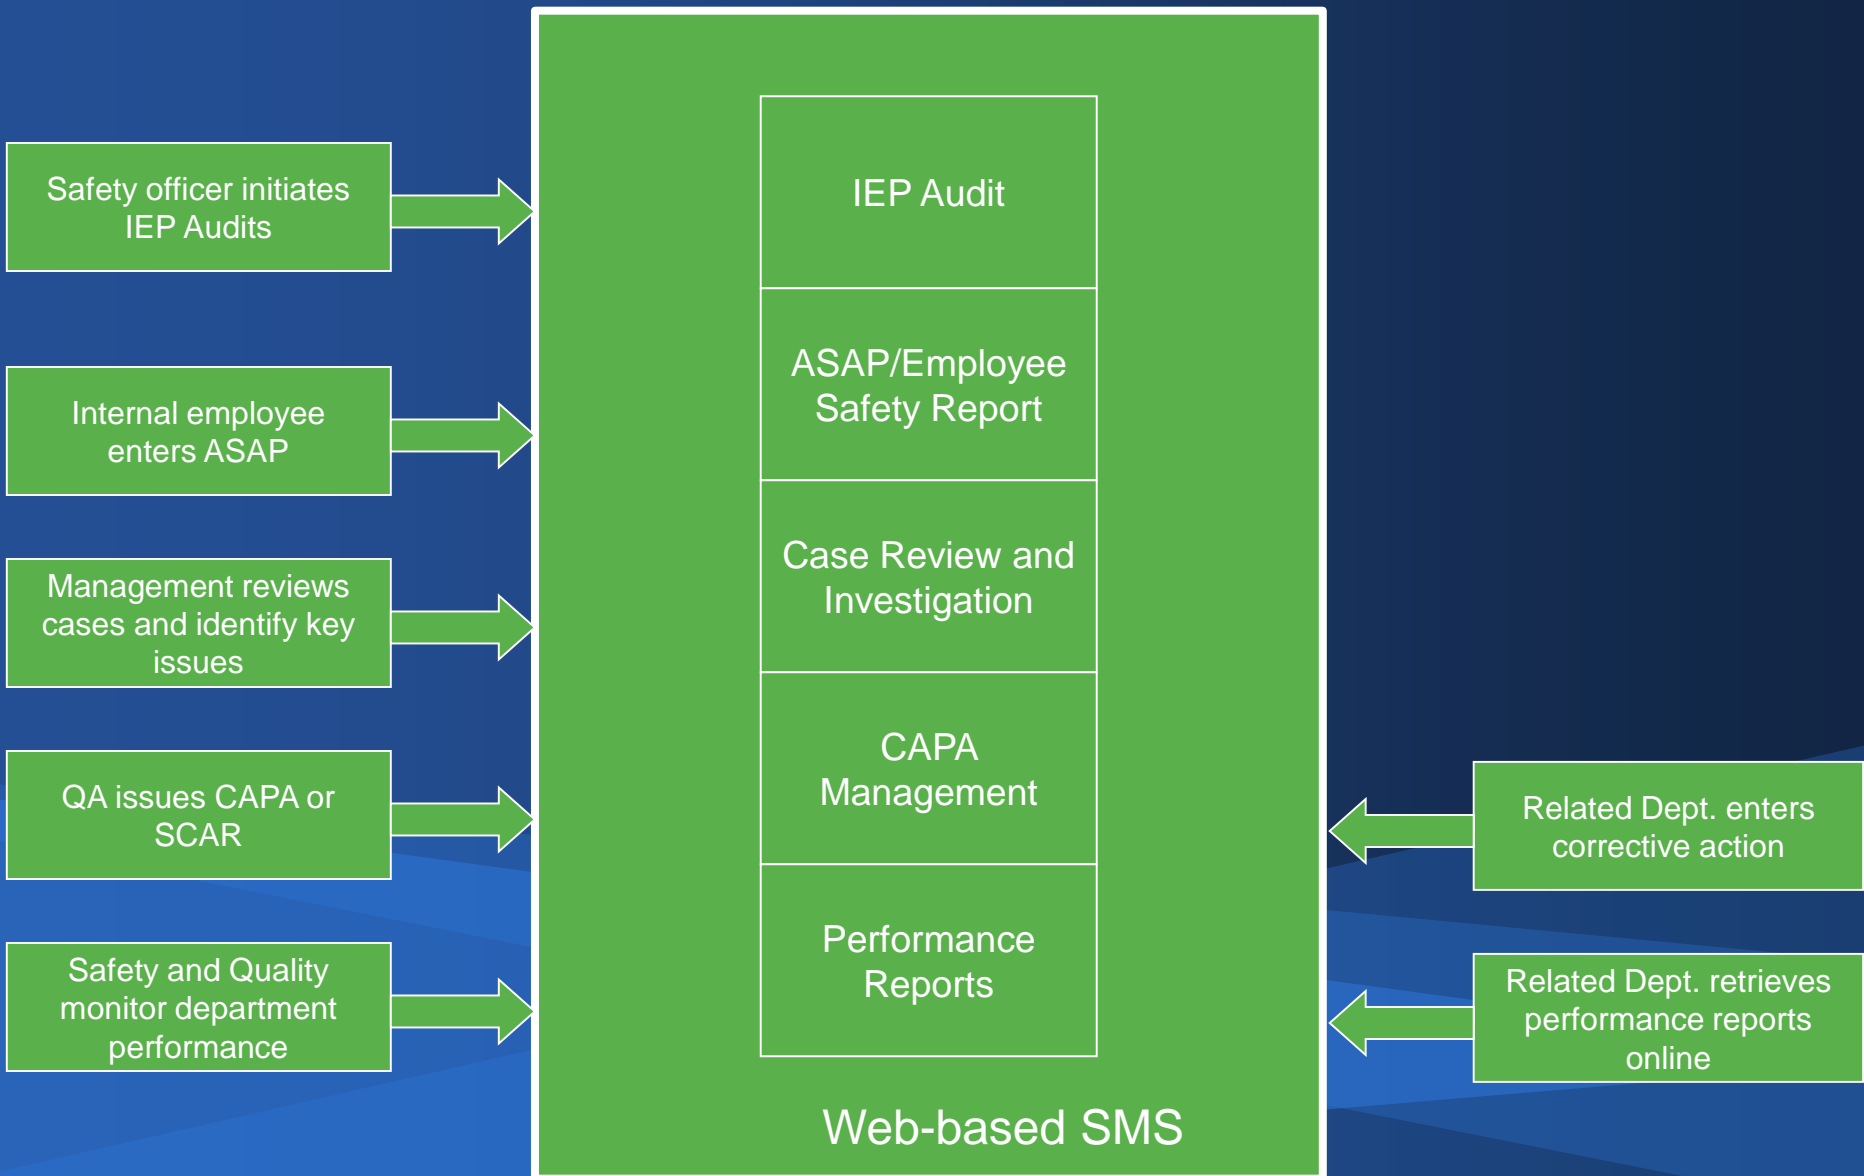 Safety officer initiates
IEP Audits
Internal employee
enters ASAP
Management reviews
cases and identify key
issues
QA issues CAPA or
SCAR
Safety and Quality
monitor department
performance
IEP Audit
ASAP/Employee
Safety Report
Case Review and
Investigation
CAPA
Management
Performance
Reports
Web-based SMS
Related Dept. enters
corrective action
Related Dept. retrieves
performance reports
online